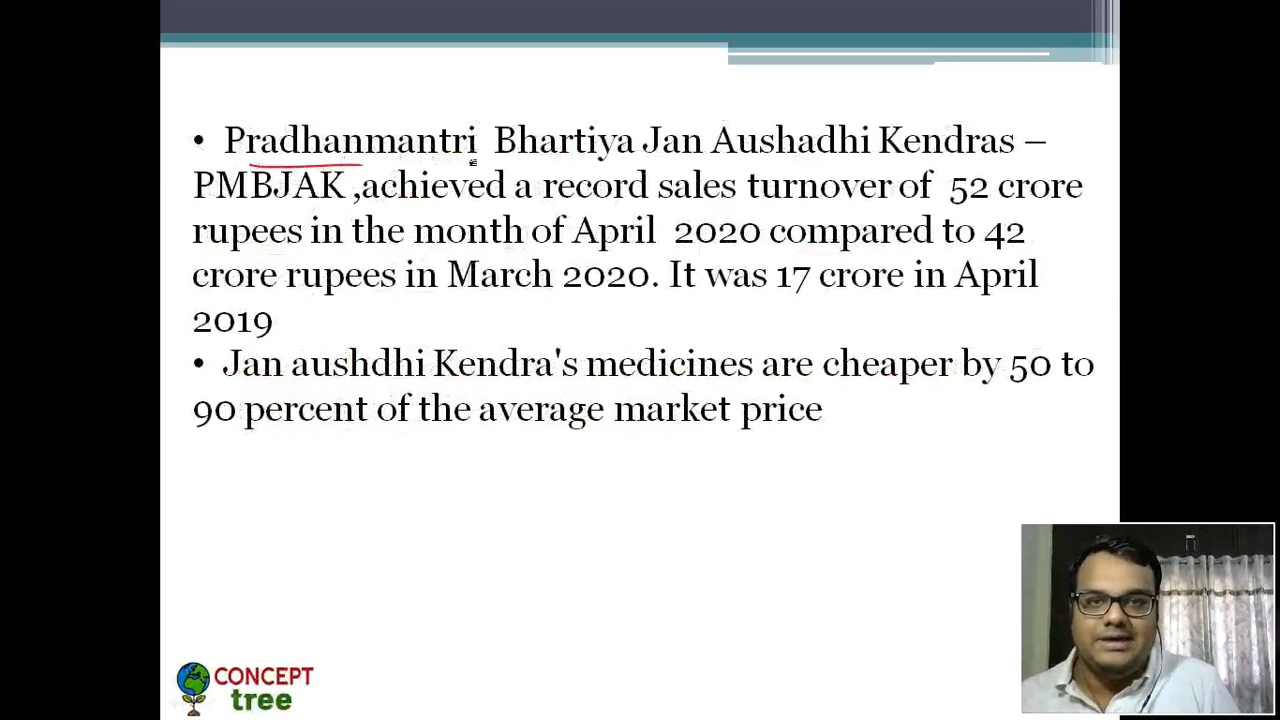 • Pradhanmantri Bhartiya Jan Aushadhi Kendras –
PMBJAK ,achieved a record sales turnover of 52 crore
rupees in the month of April 2020 compared to 42
crore rupees in March 2020. It was 17 crore in April
2019
• Jan aushdhi Kendra's medicines are cheaper by 50 to
90 percent of the average market price
CONCEPT
tree